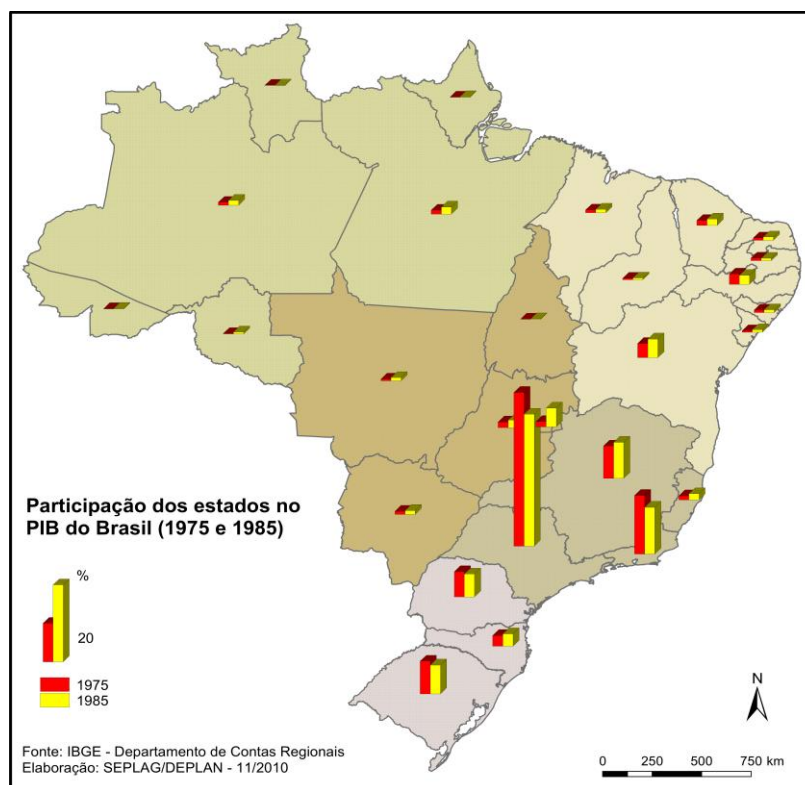 Participação dos estados no
PIB do Brasil (1975 e 1985)
%
20
1975
1985
Fonte: IBGE - Departamento de Contas Regionais
Elaboração: SEPLAG/DEPLAN - 11/2010
N
0 250 500 750 km